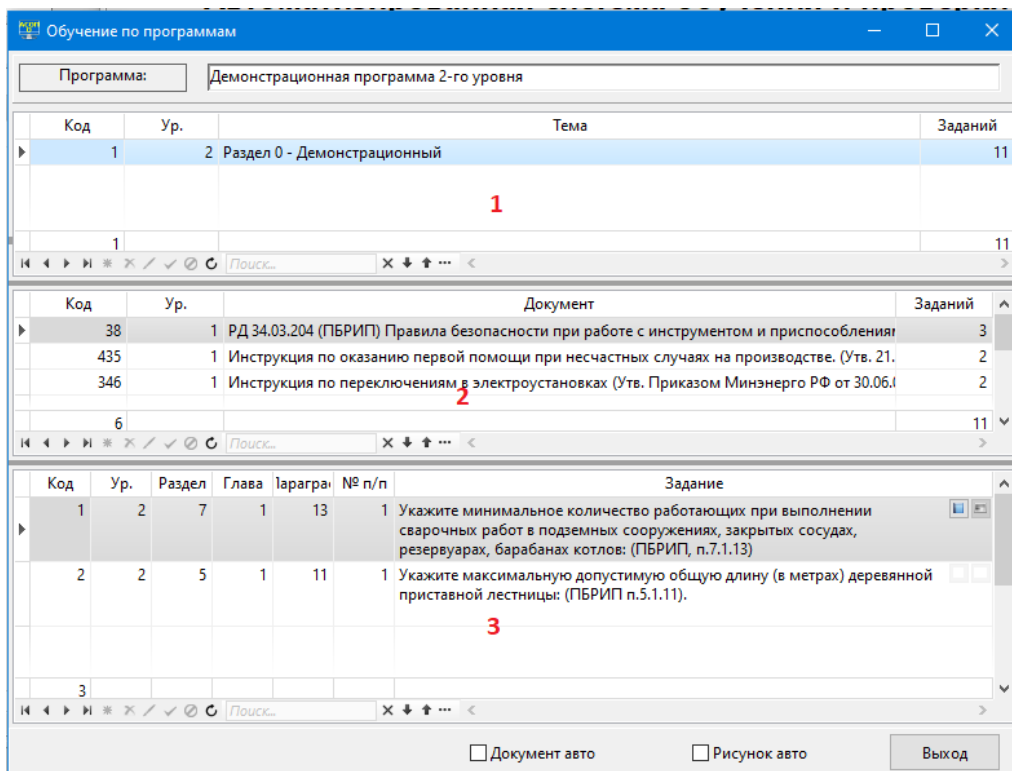 Обучение по программам
Программа: Демонстрационная программа 2-го уровня
Код Ур. Тема Заданий
1 2 Раздел 0 - Демонстрационный 11
1
1 11
Поиск...
Код Ур. Документ Заданий
38 1 РД 34.03.204 (ПБРИП) Правила безопасности при работе с инструментом и 3
435 1 Инструкция по оказанию первой помощи при несчастных случаях на производстве. (Утв. 21. 2
346 1 Инструкция по переключениям в электроустановках (Утв. Приказом Минэнерго РФ от 30.06. 2
2
6 11
Поиск...
Код Ур. Раздел Глава № п/п Задание
1 2 7 1 13 1 Укажите минимальное количество работающих при выполнении
сварочных работ в подземных сооружениях, закрытых сосудах,
резервуарах, барабанах котлов: (ПБРИП, п.7.1.13)
2 2 5 1 11 1 Укажите максимальную допустимую общую длину (в метрах) деревянной
приставной лестницы: (ПБРИП п.5.1.11).
3
3
Поиск...
Документ авто Рисунок авто Выход